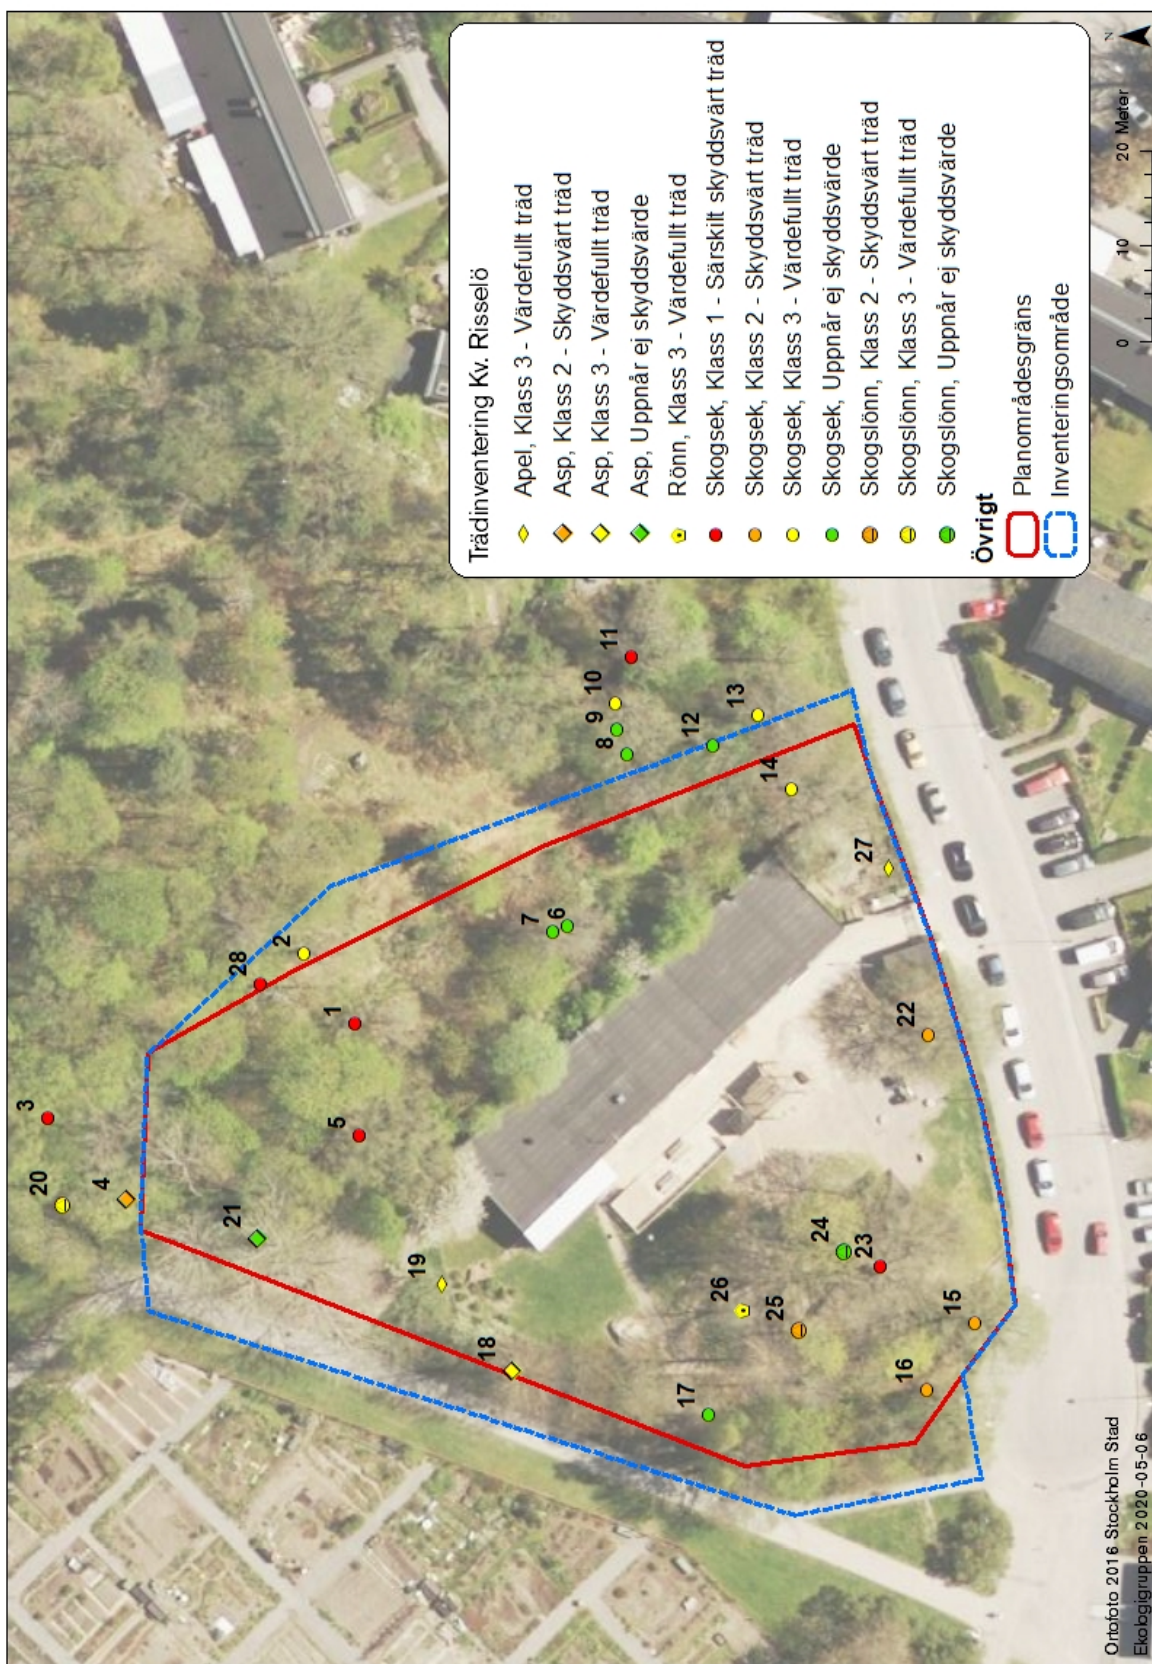 Trädinventering Kv. Risselö
Apel, Klass 3 - Värdefullt träd
Asp, Klass 2 - Skyddsvärt träd
Asp, Klass 3 - Värdefullt träd
Asp, Uppnår ej skyddsvärde
Rönn, Klass 3 - Värdefullt träd
Skogsek, Klass 1 - Särskilt skyddsvärt träd
Skogsek, Klass 2 - Skyddsvärt träd
Skogsek, Klass 3 - Värdefullt träd
Skogsek, Uppnår ej skyddsvärde
Skogslönn, Klass 2 - Skyddsvärt träd
Skogslönn, Klass 3 - Värdefullt träd
Skogslönn, Uppnår ej skyddsvärde
Övrigt
Planområdesgräns
Inventeringsområde
3
20
4
28
2
21
1
5
19
7
6
18
8
9
10
11
12
13
17
26
14
25
24
23
27
16
22
15
0 10 20 Meter
N
Ortofoto 2016 Stockholm Stad
Ekologigruppen 2020-05-06